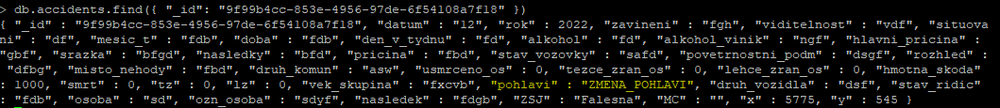 > db.accidents.find({ "_id": "9f99b4cc-853e-4956-97de-6f54108a7f18" })
{ "_id" : "9f99b4cc-853e-4956-97de-6f54108a7f18", "datum" : "12", "rok" : 2022, "zavineni" : "fgh", "viditelnost" : "vdf", "situova
ni" : "df", "mesic_t" : "fdb", "doba" : "fdb", "den_v_tydnu" : "fd", "alkohol" : "fd", "alkohol_vinik" : "ngf", "hlavni_pricina" :
"gbf", "srazka" : "bfgd", "nasledky" : "bfd", "pricina" : "fbd", "stav_vozovky" : "safd", "povetrnostni_podm" : "dsgf", "rozhled" :
"dfbg", "misto_nehody" : "fbd", "druh_komun" : "asw", "usmrceno_os" : 0, "tezce_zran_os" : 0, "lehce_zran_os" : 0, "hmotna_skoda"
: 1000, "smrt" : 0, "tz" : 0, "lz" : 0, "vek_skupina" : "fxcvb", "pohlavi" : "ZMENA_POHLAVI", "druh_vozidla" : "dsf", "stav_ridic"
: "fdb", "osoba" : "sd", "ozn_osoba" : "sdyf", "nasledek" : "fdgb", "ZSJ" : "Falesna", "MC" : "", "x" : 5775, "y" : 545 }